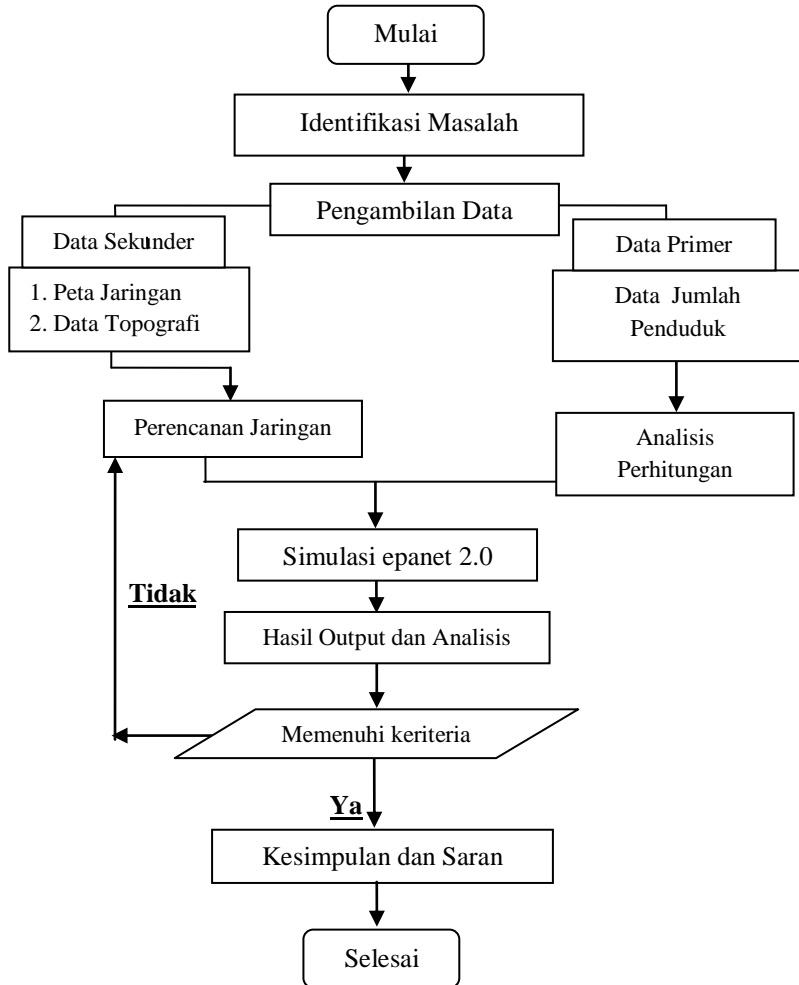 Mulai
Identifikasi Masalah
Pengambilan Data
Data Sekunder
Data Primer
1. Peta Jaringan
2. Data Topografi
Data Jumlah
Penduduk
Perencanan Jaringan
Analisis
Perhitungan
Simulasi epanet 2.0
Tidak
Hasil Output dan Analisis
Memenuhi keriteria
Ya
Kesimpulan dan Saran
Selesai